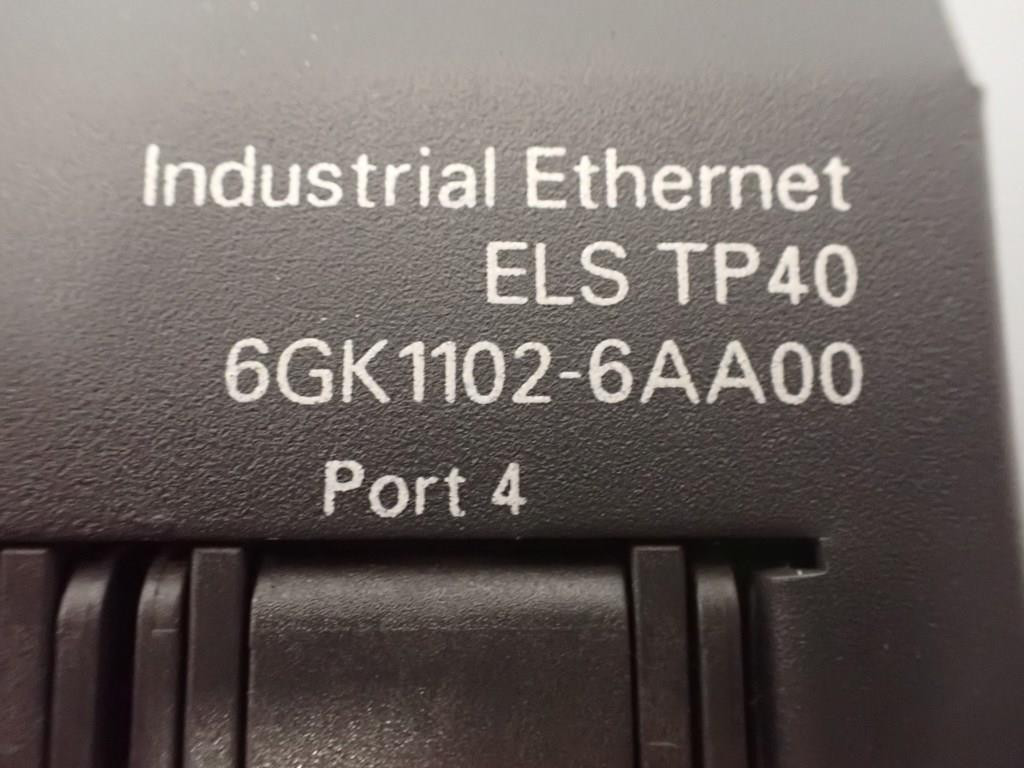 Industrial Ethernet
ELS TP40
6GK1102-6AA00
Port 4